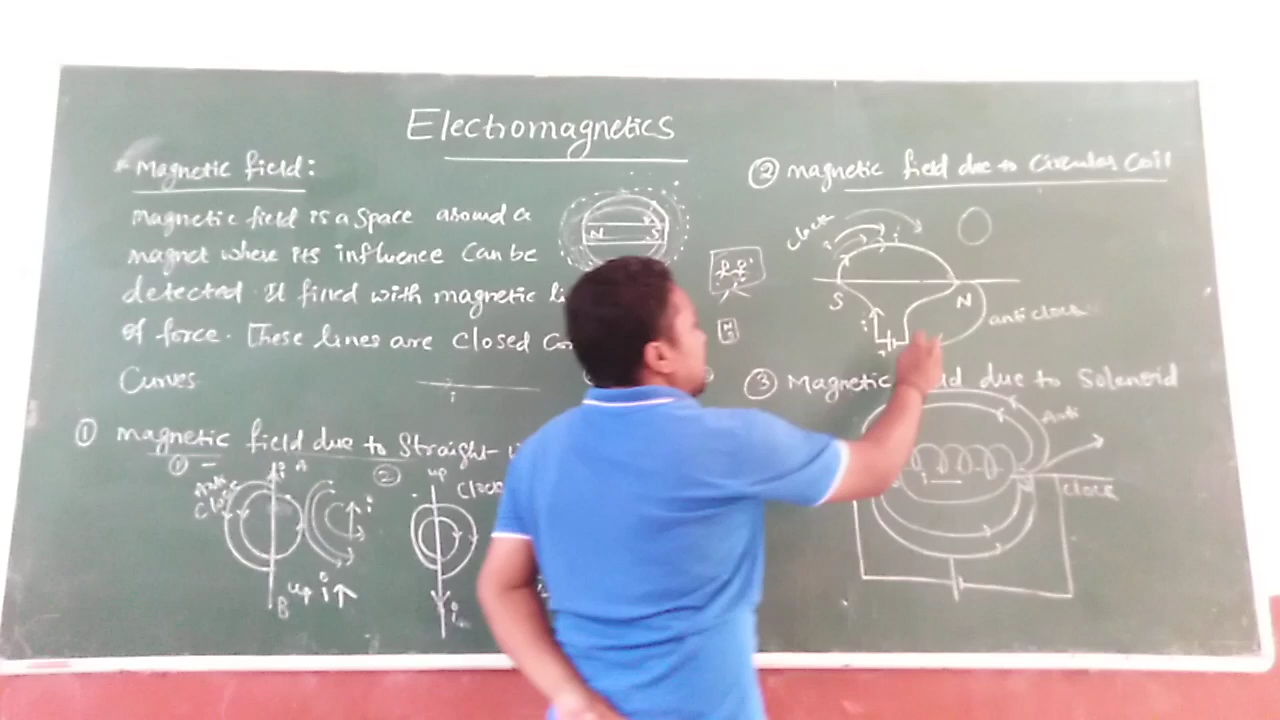 Electromagnetics
* Magnetic field:
Magnetic field is a space around a
magnet where its influence can be
detected. It filled with magnetic
of force. These lines are closed
Curves
i
N S
① magnetic field due to Straight-
① -
i A
Anti
Clock
i
B up i ↑
②
up
Clock
i
② magnetic field due to Circular Coil
clock
i
i
S N
i
anti clock
③ Magnetic due to Solenoid
Anti
i
N
Clock